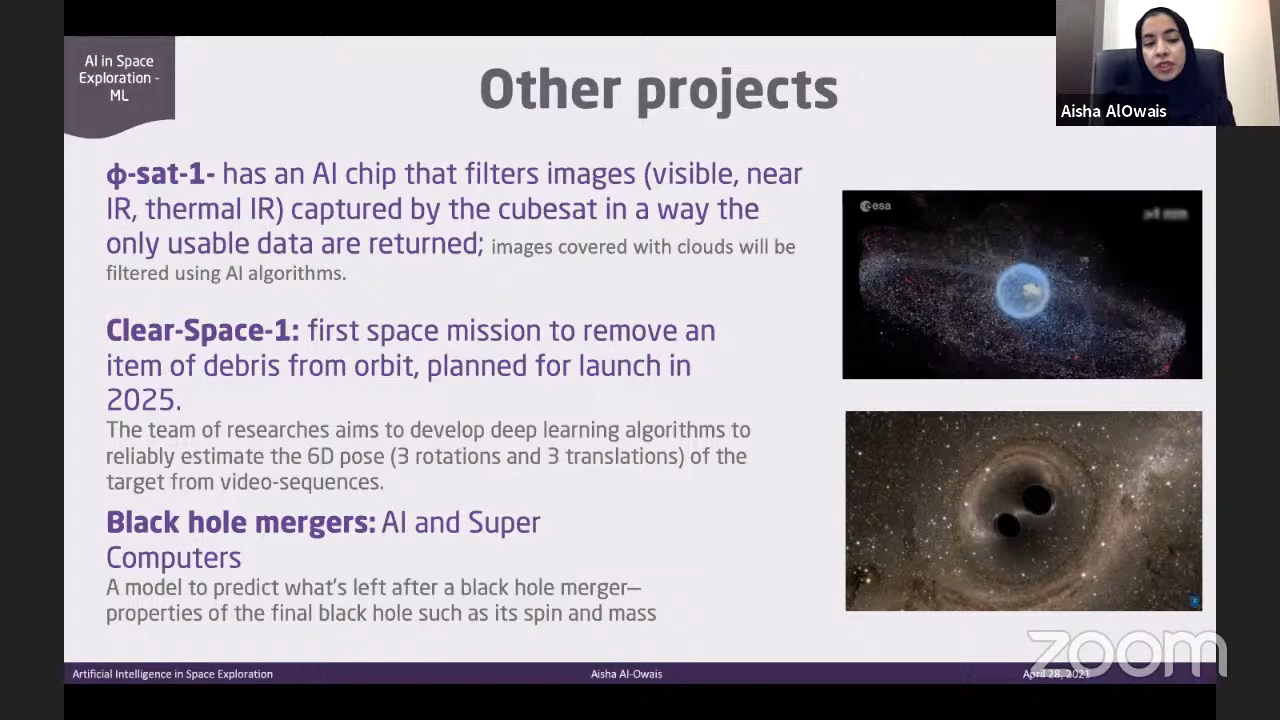 AI in Space
Exploration -
ML
Other projects
Aisha AlOwais
ф-sat-1- has an AI chip that filters images (visible, near
IR, thermal IR) captured by the cubesat in a way the
only usable data are returned; images covered with clouds will be
filtered using AI algorithms.
Clear-Space-1: first space mission to remove an
item of debris from orbit, planned for launch in
2025.
The team of researches aims to develop deep learning algorithms to
reliably estimate the 6D pose (3 rotations and 3 translations) of the
target from video-sequences.
Black hole mergers: AI and Super
Computers
A model to predict what's left after a black hole merger—
properties of the final black hole such as its spin and mass
esa
zoom
Artificial Intelligence in Space Exploration
Aisha Al-Owais
April 28, 2021